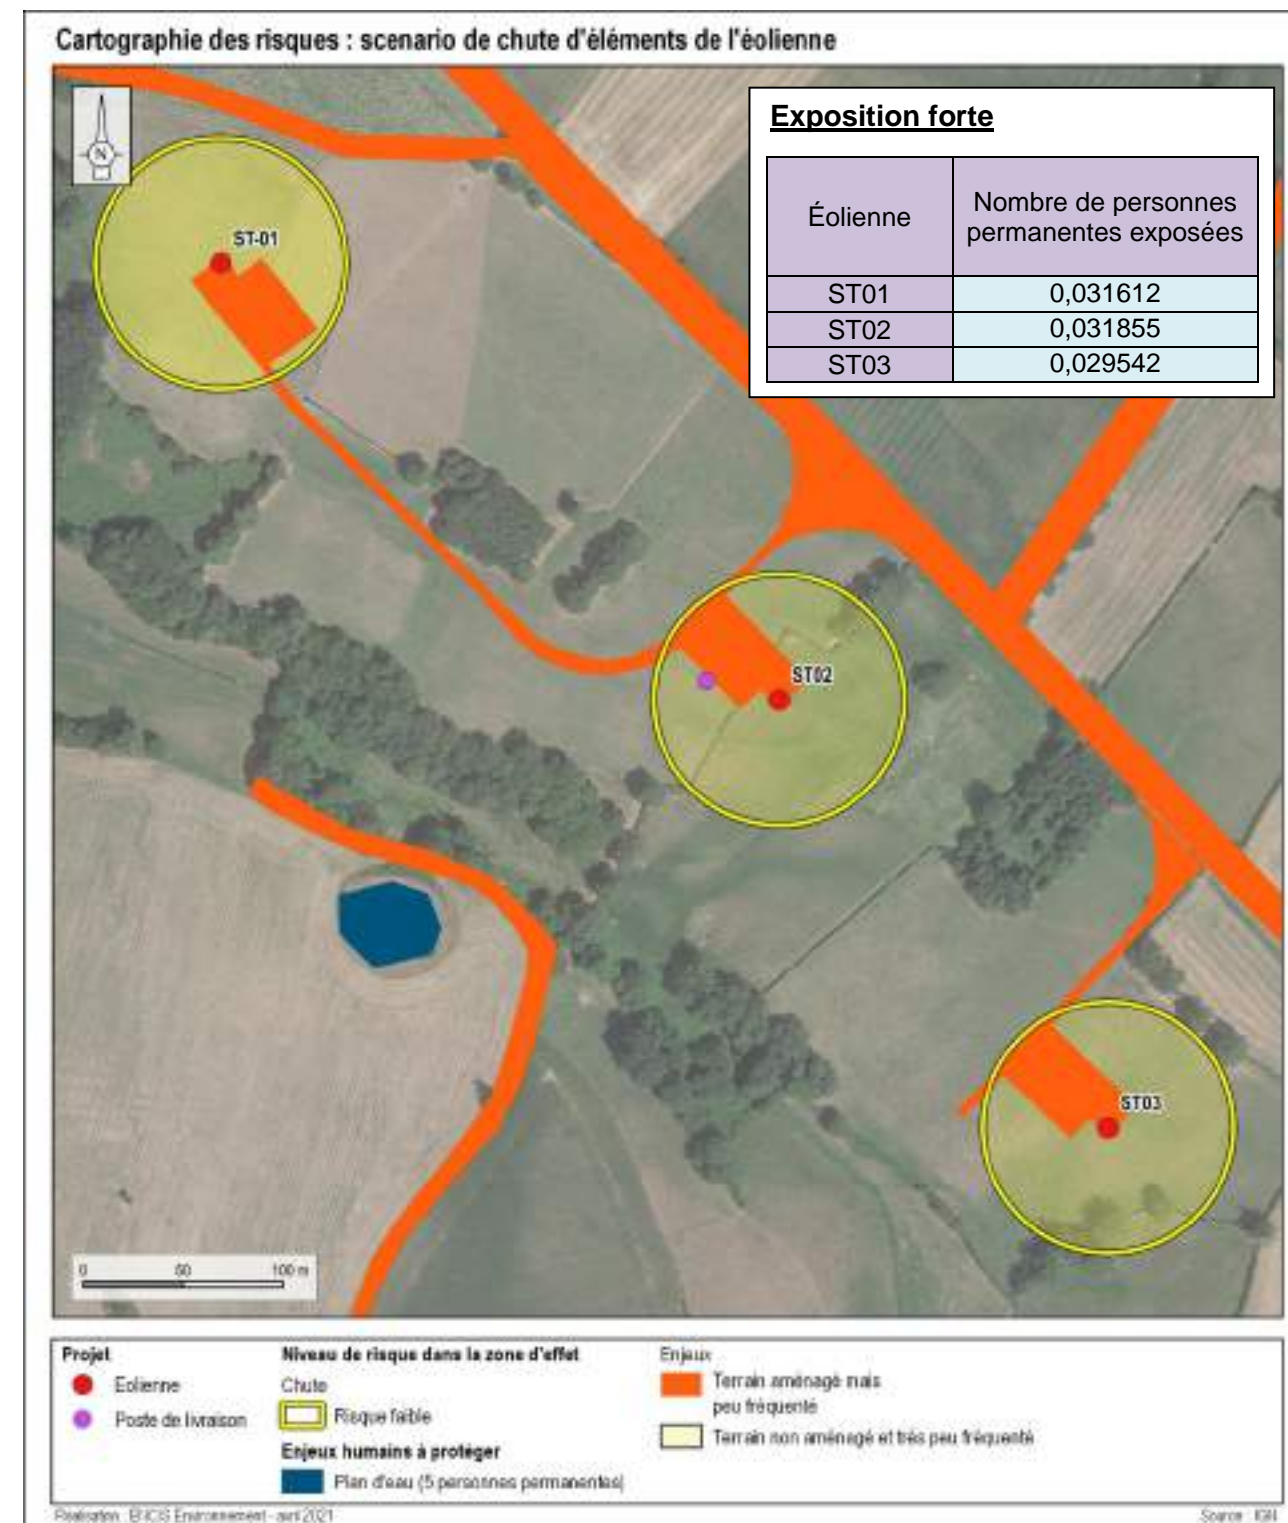 Cartographie des risques : scenario de chute d'éléments de l'éolienne
N
Exposition forte
Éolienne
Nombre de personnes
permanentes exposées
ST01
0,031612
ST02
0,031855
ST03
0,029542
ST-01
ST02
ST03
0 50 100 m
Projet
Eolienne
Poste de livraison
Niveau de risque dans la zone d'effet
Chute
Risque faible
Enjeux humains à protéger
Plan d'eau (5 personnes permanentes)
Enjeux
Terrain aménagé mais
peu fréquenté
Terrain non aménagé et très peu fréquenté
Réalisation : ENCIS Environnement - avril 2021
Source : IGN